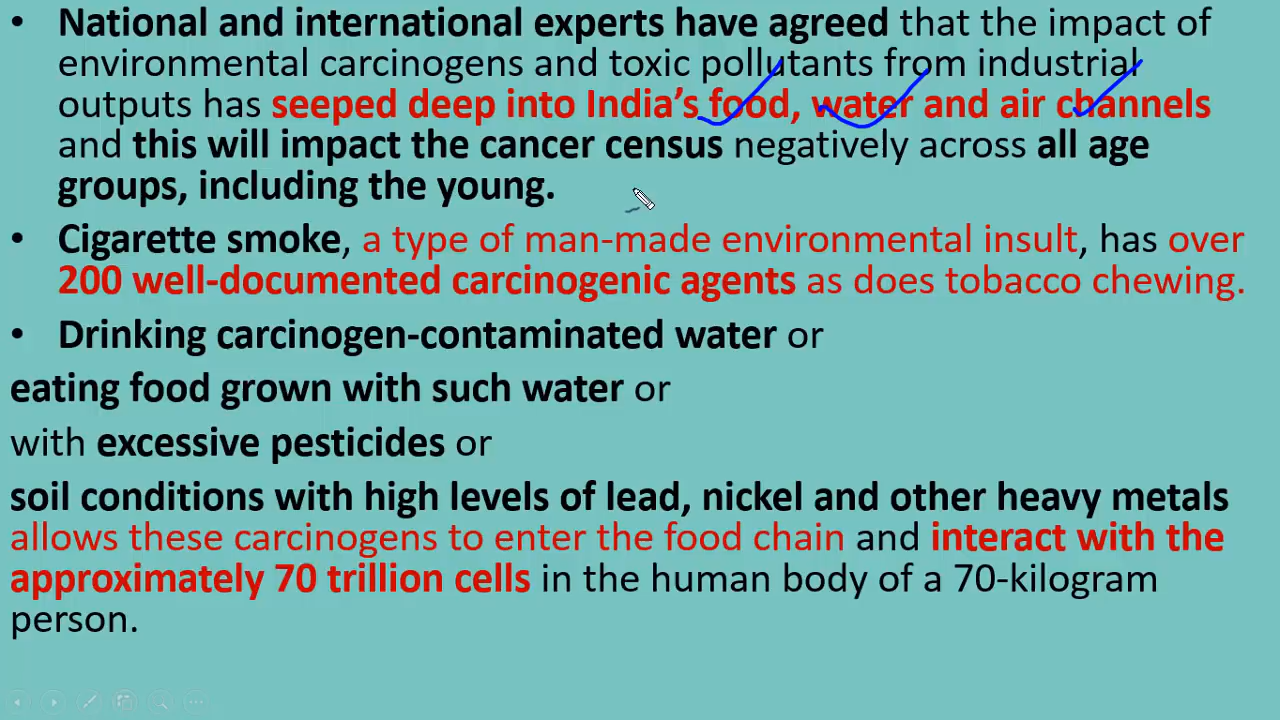 • National and international experts have agreed that the impact of
environmental carcinogens and toxic pollutants from industrial
outputs has seeped deep into India's food, water and air channels
and this will impact the cancer census negatively across all age
groups, including the young.
• Cigarette smoke, a type of man-made environmental insult, has over
200 well-documented carcinogenic agents as does tobacco chewing.
• Drinking carcinogen-contaminated water or
eating food grown with such water or
with excessive pesticides or
soil conditions with high levels of lead, nickel and other heavy metals
allows these carcinogens to enter the food chain and interact with the
approximately 70 trillion cells in the human body of a 70-kilogram
person.